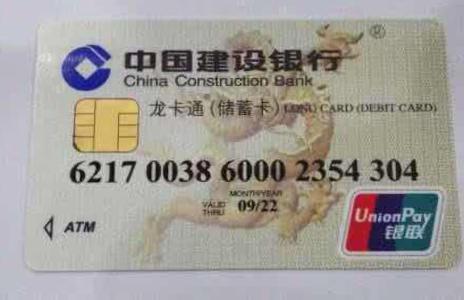 中国建设银行
®
China Construction Bank
龙卡通(储蓄卡) LONG CARD (DEBIT CARD)
6217 0038 6000 2354 304
MONTH/YEAR
VALID THRU 09/22
ATM
UnionPay
银联